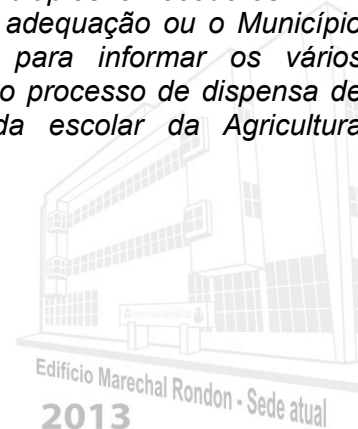 adequação ou o Município
para informar os vários
o processo de dispensa de
da escolar da Agricultura
Edifício Marechal Rondon - Sede atual
2013